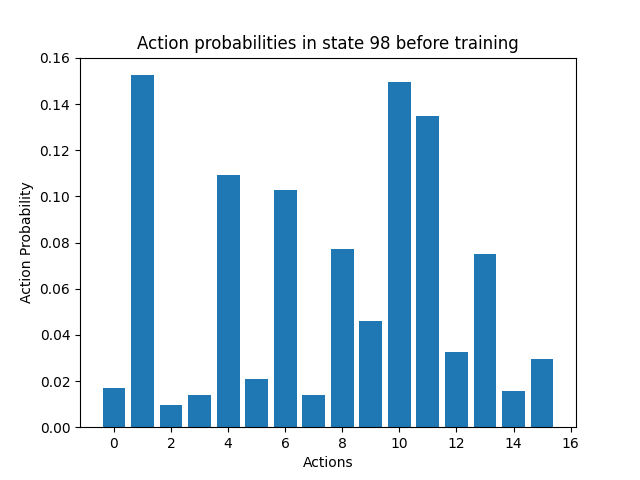 Action probabilities in state 98 before training
0.16
0.14
0.12
0.10
0.08
0.06
0.04
0.02
0.00
Action Probability
0 2 4 6 8 10 12 14 16
Actions